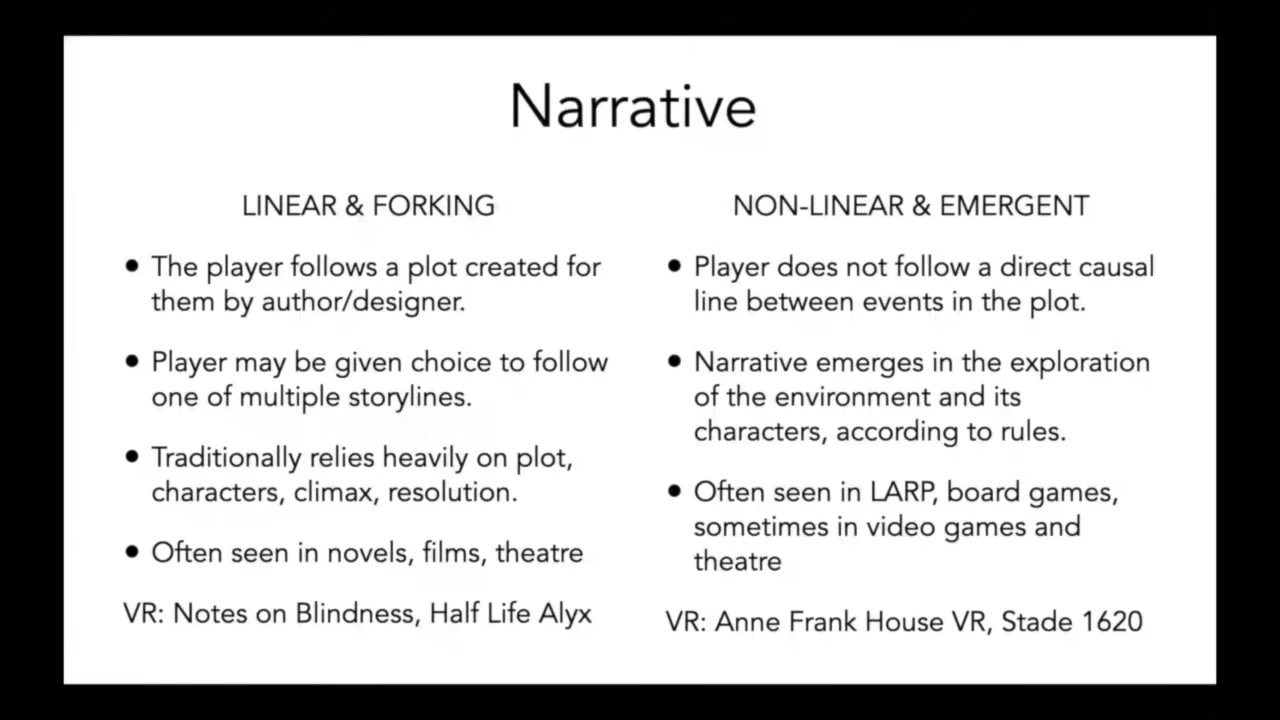 Narrative
LINEAR & FORKING
• The player follows a plot created for
them by author/designer.
• Player may be given choice to follow
one of multiple storylines.
• Traditionally relies heavily on plot,
characters, climax, resolution.
• Often seen in novels, films, theatre
VR: Notes on Blindness, Half Life Alyx
NON-LINEAR & EMERGENT
• Player does not follow a direct causal
line between events in the plot.
• Narrative emerges in the exploration
of the environment and its
characters, according to rules.
• Often seen in LARP, board games,
sometimes in video games and
theatre
VR: Anne Frank House VR, Stade 1620